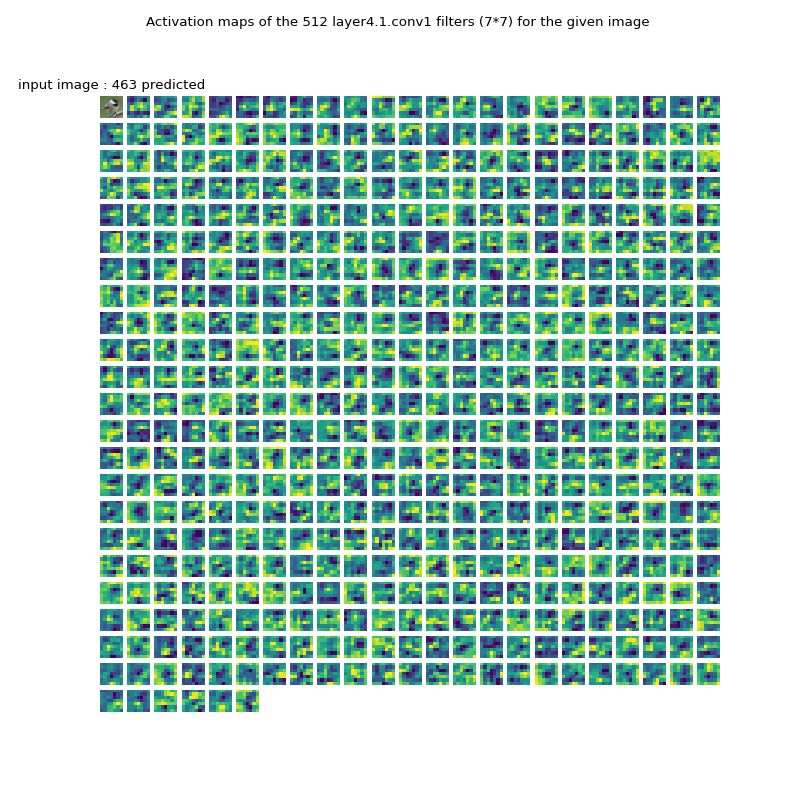 Activation maps of the 512 layer4.1.conv1 filters (7*7) for the given image
input image : 463 predicted